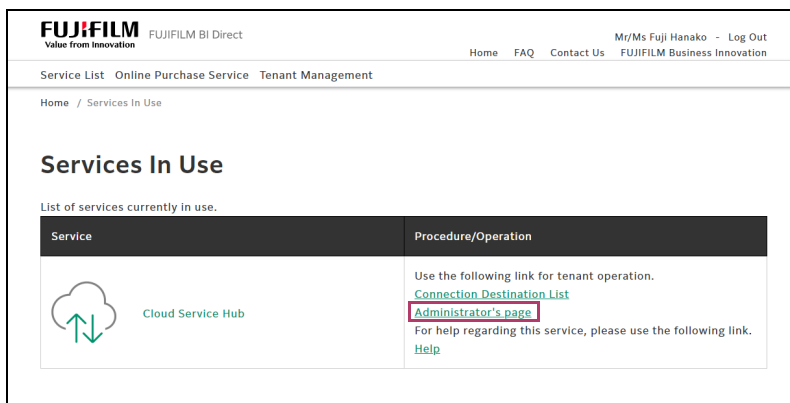 FUJIFILM
Value from Innovation
FUJIFILM BI Direct
Mr/Ms Fuji Hanako - Log Out
Home FAQ Contact Us FUJIFILM Business Innovation
Service List Online Purchase Service Tenant Management
Home / Services In Use
Services In Use
List of services currently in use.
Service Procedure/Operation
Cloud Service Hub
Use the following link for tenant operation.
Connection Destination List
Administrator's page
For help regarding this service, please use the following link.
Help